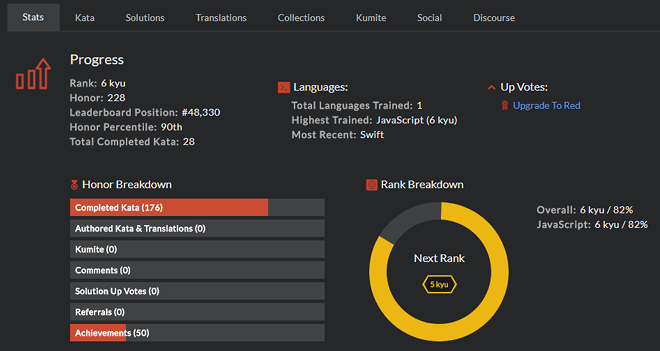 Stats Kata Solutions Translations Collections Kumite Social Discourse
Progress
Rank: 6 kyu
Honor: 228
Leaderboard Position: #48,330
Honor Percentile: 90th
Total Completed Kata: 28
Languages:
Total Languages Trained: 1
Highest Trained: JavaScript (6 kyu)
Most Recent: Swift
Up Votes:
Upgrade To Red
Honor Breakdown
Completed Kata (176)
Authored Kata & Translations (0)
Kumite (0)
Comments (0)
Solution Up Votes (0)
Referrals (0)
Achievements (50)
Rank Breakdown
Next Rank
5 kyu
Overall: 6 kyu / 82%
JavaScript: 6 kyu / 82%